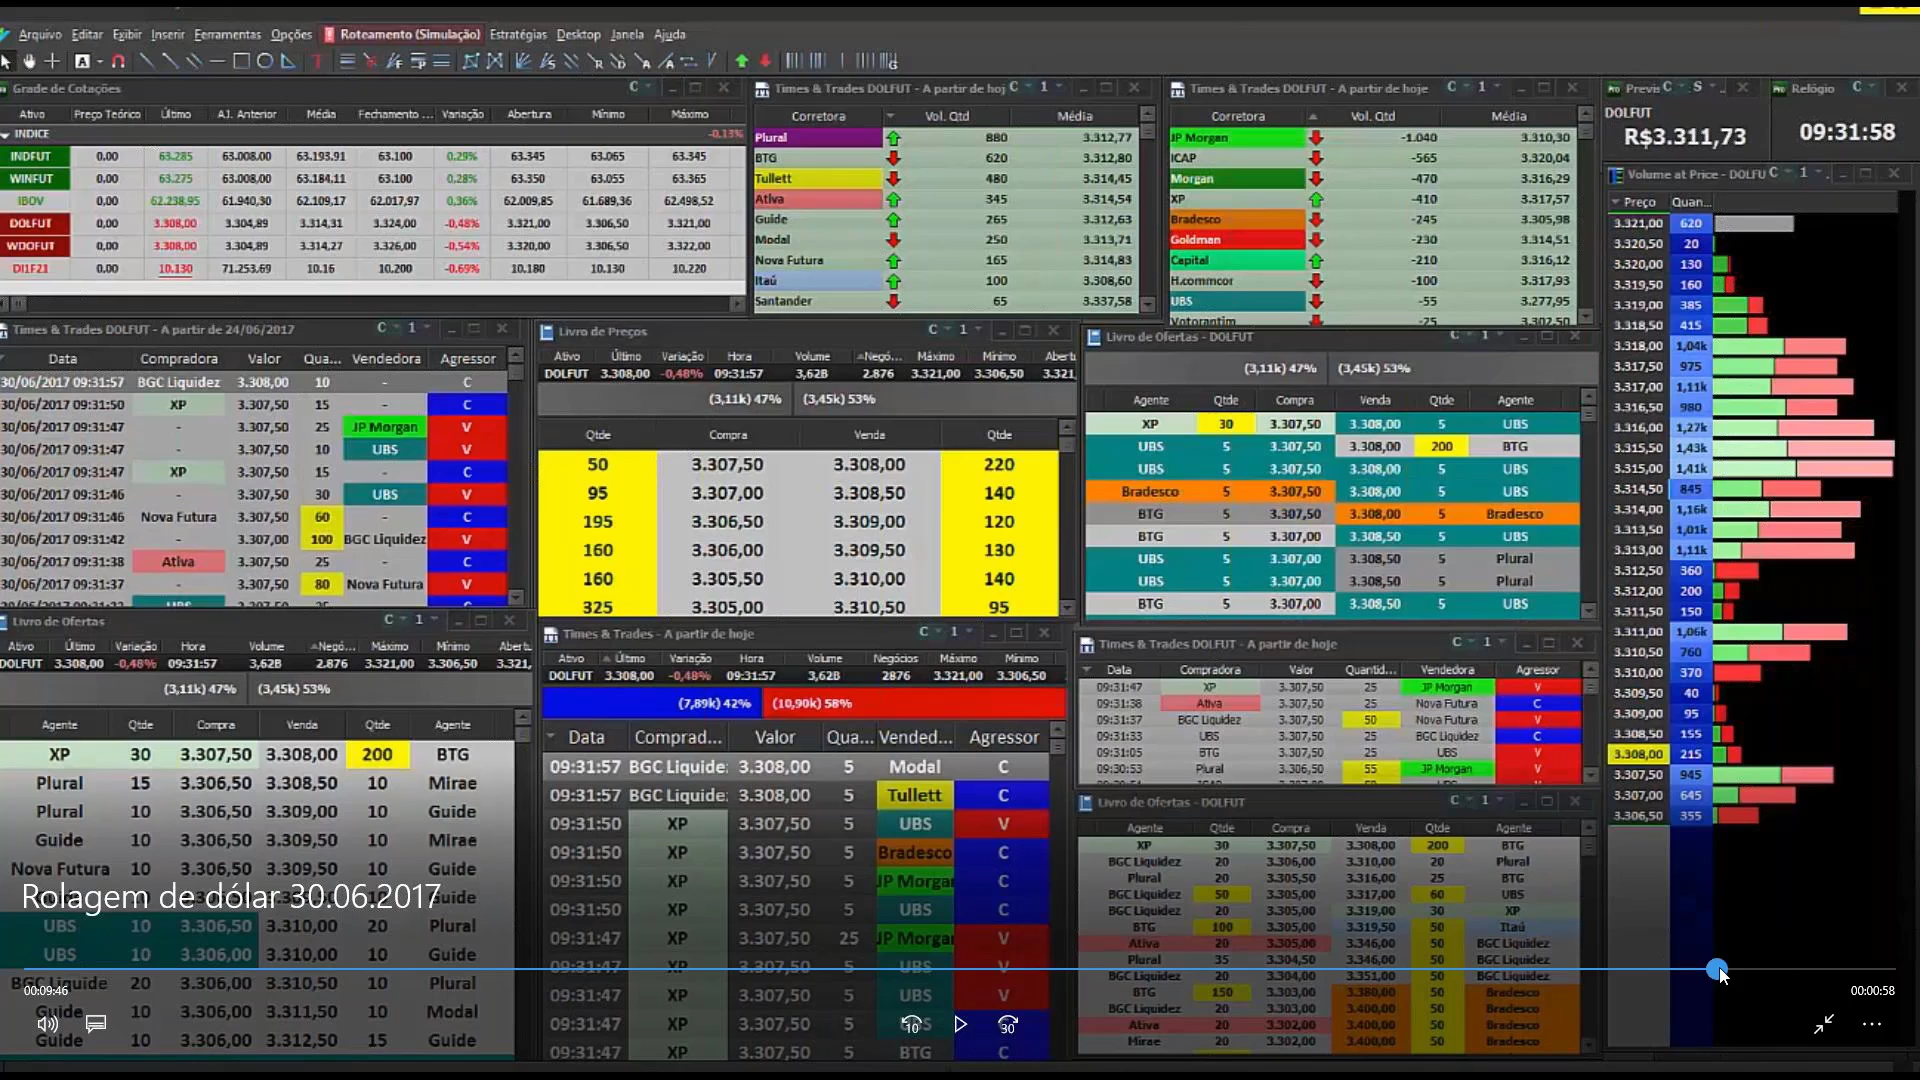 Arquivo Editar Exibir Inserir Ferramentas Opções Roteamento (Simulação) Estratégias Desktop Janela Ajuda
Grade de Cotações
Ativo Preço Teórico Último AJ. Anterior Média Fechamento ... Variação Abertura Mínimo Máximo
INDICE -0,13%
INDFUT 0,00 63.285 63.008,00 63.193,91 63.100 0,29% 63.345 63.065 63.345
WINFUT 0,00 63.275 63.008,00 63.184,11 63.100 0,28% 63.350 63.055 63.365
IBOV 0,00 62.238,95 61.940,30 62.109,17 62.017,97 0,36% 62.009,85 61.689,36 62.498,52
DOLFUT 0,00 3.308,00 3.304,89 3.314,31 3.324,00 -0,48% 3.321,00 3.306,50 3.321,00
WDOFUT 0,00 3.308,00 3.304,89 3.314,27 3.326,00 -0,54% 3.320,00 3.306,50 3.322,00
DI1F21 0,00 10.130 71.253,69 10.16 10.200 -0,69% 10.180 10.130 10.220
Times & Trades DOLFUT - A partir de hoj C 1
Corretora Vol. Qtd Média
Plural 880 3.312,77
BTG 620 3.312,80
Tullett 480 3.314,45
Ativa 345 3.314,54
Guide 265 3.312,63
Modal 250 3.313,71
Nova Futura 165 3.314,83
Itaú 100 3.308,60
Santander 65 3.337,58
Times & Trades DOLFUT - A partir de hoje C 1
Corretora Vol. Qtd Média
JP Morgan -1.040 3.310,30
ICAP -565 3.320,04
Morgan -470 3.316,29
XP -410 3.317,57
Bradesco -245 3.305,98
Goldman -230 3.314,51
Capital -210 3.316,12
H.commcor -100 3.317,93
UBS -55 3.277,95
Votorantim -25 3.302,50
Previs C S
DOLFUT
R$3.311,73
Relógio C
09:31:58
Volume at Price - DOLFU C 1
Preço Quan...
3.321,00 620
3.320,50 20
3.320,00 130
3.319,50 160
3.319,00 385
3.318,50 415
3.318,00 1,04k
3.317,50 975
3.317,00 1,11k
3.316,50 980
3.316,00 1,27k
3.315,50 1,43k
3.315,00 1,41k
3.314,50 845
3.314,00 1,16k
3.313,50 1,01k
3.313,00 1,11k
3.312,50 360
3.312,00 200
3.311,50 150
3.311,00 1,06k
3.310,50 760
3.310,00 370
3.309,50 40
3.309,00 95
3.308,50 155
3.308,00 215
3.307,50 945
3.307,00 645
3.306,50 355
Times & Trades DOLFUT - A partir de 24/06/2017 C 1
Data Compradora Valor Qua... Vendedora Agressor
30/06/2017 09:31:57 BGC Liquidez 3.308,00 10 - C
30/06/2017 09:31:50 XP 3.307,50 15 - C
30/06/2017 09:31:47 - 3.307,50 25 JP Morgan V
30/06/2017 09:31:47 - 3.307,50 10 UBS V
30/06/2017 09:31:47 XP 3.307,50 15 - C
30/06/2017 09:31:46 - 3.307,50 30 UBS V
30/06/2017 09:31:46 Nova Futura 3.307,50 60 - C
30/06/2017 09:31:42 - 3.307,00 100 BGC Liquidez V
30/06/2017 09:31:38 Ativa 3.307,50 25 - C
30/06/2017 09:31:37 - 3.307,50 80 Nova Futura V
Livro de Preços C 1
Ativo Último Variação Hora Volume Negó... Máximo Mínimo Abertu
DOLFUT 3.308,00 -0,48% 09:31:57 3,62B 2.876 3.321,00 3.306,50 3.321,
(3,11k) 47% (3,45k) 53%
Qtde Compra Venda Qtde
50 3.307,50 3.308,00 220
95 3.307,00 3.308,50 140
195 3.306,50 3.309,00 120
160 3.306,00 3.309,50 130
160 3.305,50 3.310,00 140
325 3.305,00 3.310,50 95
Livro de Ofertas - DOLFUT C 1
(3,11k) 47% (3,45k) 53%
Agente Qtde Compra Venda Qtde Agente
XP 30 3.307,50 3.308,00 5 UBS
UBS 5 3.307,50 3.308,00 200 BTG
UBS 5 3.307,50 3.308,00 5 UBS
Bradesco 5 3.307,50 3.308,00 5 UBS
BTG 5 3.307,50 3.308,00 5 Bradesco
BTG 5 3.307,00 3.308,00 5 UBS
UBS 5 3.307,00 3.308,50 5 Plural
UBS 5 3.307,00 3.308,50 5 Plural
BTG 5 3.307,00 3.308,50 5 UBS
Livro de Ofertas C 1
Ativo Último Variação Hora Volume Negó... Máximo Mínimo Abertu
DOLFUT 3.308,00 -0,48% 09:31:57 3,62B 2.876 3.321,00 3.306,50 3.321,
(3,11k) 47% (3,45k) 53%
Agente Qtde Compra Venda Qtde Agente
XP 30 3.307,50 3.308,00 200 BTG
Plural 15 3.307,50 3.308,50 10 Mirae
Plural 10 3.307,00 3.309,00 10 Guide
Guide 10 3.306,50 3.309,00 10 Mirae
Nova Futura 10 3.306,50 3.309,00 10 Guide
Rolagem de dólar 30.06.2017
UBS 10 3.306,50 3.310,00 20 Plural
UBS 10 3.306,00 3.310,00 10 Guide
BGC Liquide 20 3.306,00 3.310,50 10 Plural
Guide 10 3.306,00 3.311,50 10 Modal
Guide 10 3.306,00 3.312,50 15 Guide
Times & Trades - A partir de hoje C 1
Ativo Último Variação Hora Volume Negócios Máximo Mínimo
DOLFUT 3.308,00 -0,48% 09:31:57 3,62B 2876 3.321,00 3.306,50
(7,89k) 42% (10,90k) 58%
Data Comprad... Valor Qua... Vended... Agressor
09:31:57 BGC Liquide: 3.308,00 5 Modal C
09:31:57 BGC Liquide: 3.308,00 5 Tullett C
09:31:50 XP 3.307,50 5 UBS V
09:31:50 XP 3.307,50 5 Bradesco C
09:31:50 XP 3.307,50 5 JP Morgan C
09:31:50 XP 3.307,50 5 UBS C
09:31:47 XP 3.307,50 25 JP Morgan V
09:31:47 XP 3.307,50 5 UBS V
09:31:47 XP 3.307,50 5 UBS V
09:31:47 XP 3.307,50 5 C
09:31:47 XP 3.307,50 5 BTG C
Times & Trades DOLFUT - A partir de hoje C 1
Data Compradora Valor Quantid... Vendedora Agressor
09:31:47 XP 3.307,50 25 JP Morgan V
09:31:38 Ativa 3.307,50 25 Nova Futura C
09:31:37 BGC Liquidez 3.307,50 50 Nova Futura V
09:31:33 UBS 3.307,50 25 BGC Liquidez C
09:31:05 BTG 3.307,50 25 UBS V
09:30:53 Plural 3.306,50 55 JP Morgan V
Livro de Ofertas - DOLFUT C 1
Agente Qtde Compra Venda Qtde Agente
XP 30 3.307,50 3.308,00 200 BTG
BGC Liquidez 20 3.306,00 3.310,00 20 Plural
Plural 20 3.305,50 3.316,00 25 BTG
BGC Liquidez 50 3.305,00 3.317,00 60 UBS
BGC Liquidez 20 3.305,00 3.319,00 30 XP
BTG 100 3.305,00 3.319,50 50 Itaú
Ativa 20 3.305,00 3.346,00 50 BGC Liquidez
Plural 35 3.304,50 3.346,00 50 BGC Liquidez
BGC Liquidez 20 3.304,00 3.351,00 50 BGC Liquidez
BTG 150 3.303,00 3.380,00 50 Bradesco
BGC Liquidez 20 3.303,00 3.400,00 50 Bradesco
Ativa 20 3.302,00 3.400,00 50 Bradesco
Mirae 20 3.302,00 3.400,00 50 Bradesco
00:09:46
00:00:58
10
30